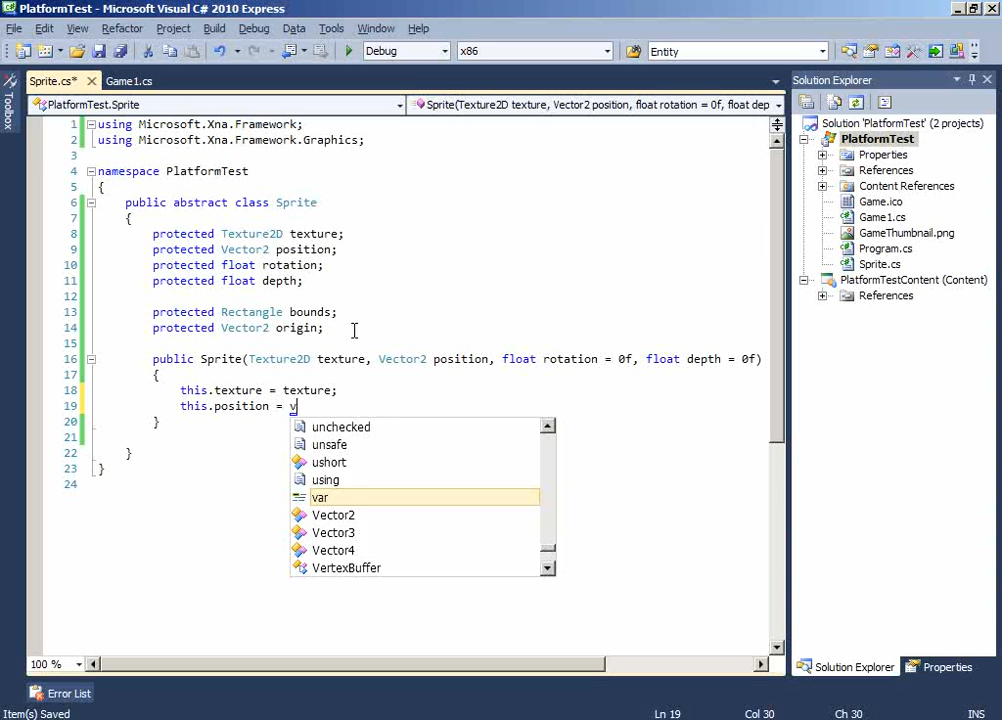 PlatformTest - Microsoft Visual C# 2010 Express
File Edit View Refactor Project Build Debug Data Tools Window Help
Debug x86 Entity
Sprite.cs* Game1.cs
PlatformTest.Sprite Sprite(Texture2D texture, Vector2 position, float rotation = 0f, float dep
Toolbox
1 using Microsoft.Xna.Framework;
2 using Microsoft.Xna.Framework.Graphics;
3
4 namespace PlatformTest
5 {
6 public abstract class Sprite
7 {
8 protected Texture2D texture;
9 protected Vector2 position;
10 protected float rotation;
11 protected float depth;
12
13 protected Rectangle bounds;
14 protected Vector2 origin;
15
16 public Sprite(Texture2D texture, Vector2 position, float rotation = 0f, float depth = 0f)
17 {
18 this.texture = texture;
19 this.position = v
20 }
21
22 }
23 }
24
unchecked
unsafe
ushort
using
var
Vector2
Vector3
Vector4
VertexBuffer
100 %
Solution Explorer
Solution 'PlatformTest' (2 projects)
PlatformTest
Properties
References
Content References
Game.ico
Game1.cs
GameThumbnail.png
Program.cs
Sprite.cs
PlatformTestContent (Content)
References
Solution Explorer Properties
Error List
Item(s) Saved Ln 19 Col 30 Ch 30 INS